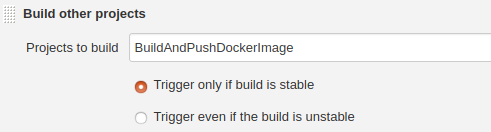 Build other projects
Projects to build BuildAndPushDockerImage
Trigger only if build is stable
Trigger even if the build is unstable